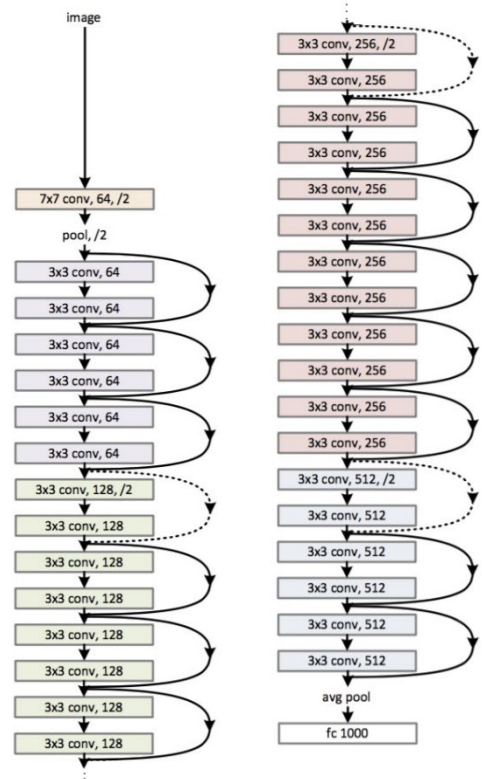 image
7x7 conv, 64, /2
pool, /2
3x3 conv, 64
3x3 conv, 64
3x3 conv, 64
3x3 conv, 64
3x3 conv, 64
3x3 conv, 64
3x3 conv, 128, /2
3x3 conv, 128
3x3 conv, 128
3x3 conv, 128
3x3 conv, 128
3x3 conv, 128
3x3 conv, 128
3x3 conv, 128
3x3 conv, 256, /2
3x3 conv, 256
3x3 conv, 256
3x3 conv, 256
3x3 conv, 256
3x3 conv, 256
3x3 conv, 256
3x3 conv, 256
3x3 conv, 256
3x3 conv, 256
3x3 conv, 256
3x3 conv, 256
3x3 conv, 512, /2
3x3 conv, 512
3x3 conv, 512
3x3 conv, 512
3x3 conv, 512
3x3 conv, 512
avg pool
fc 1000